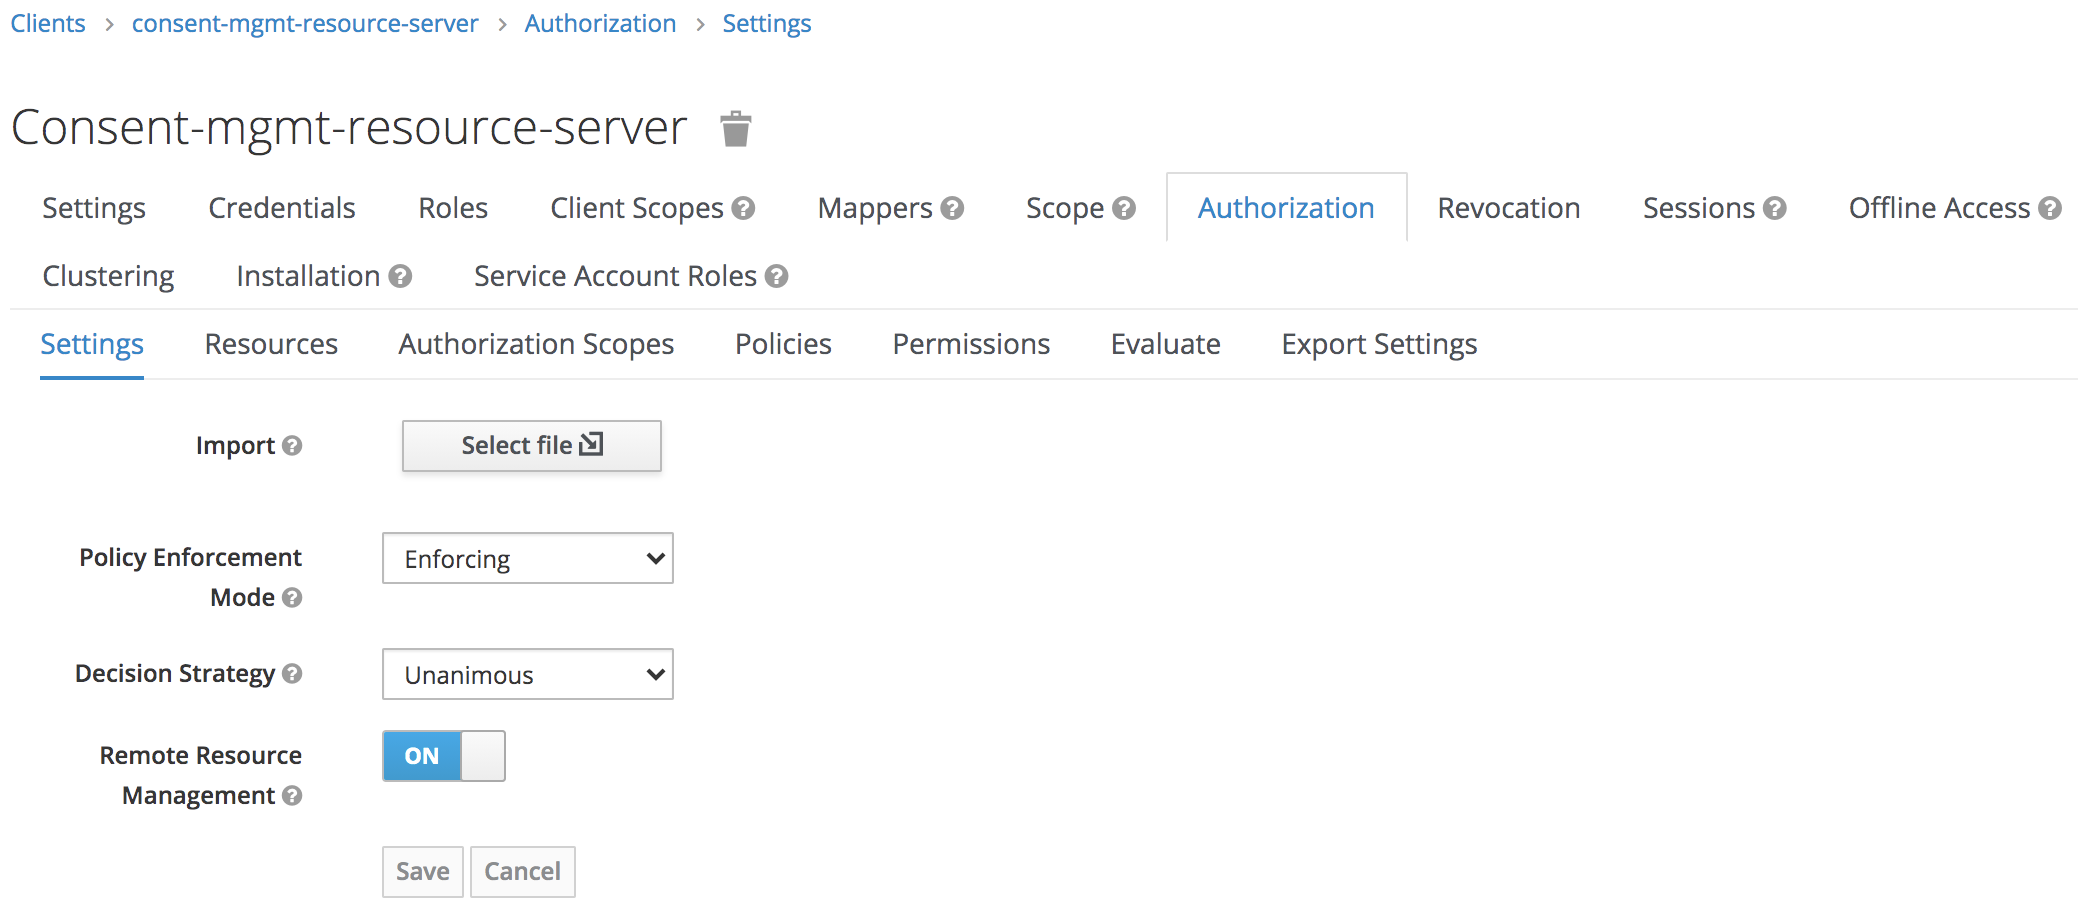 Clients > consent-mgmt-resource-server > Authorization > Settings
Consent-mgmt-resource-server
Settings Credentials Roles Client Scopes ? Mappers ? Scope ? Authorization Revocation Sessions ? Offline Access ?
Clustering Installation ? Service Account Roles ?
Settings Resources Authorization Scopes Policies Permissions Evaluate Export Settings
Import ? Select file
Policy Enforcement
Mode ? Enforcing
Decision Strategy ? Unanimous
Remote Resource
Management ? ON
Save Cancel